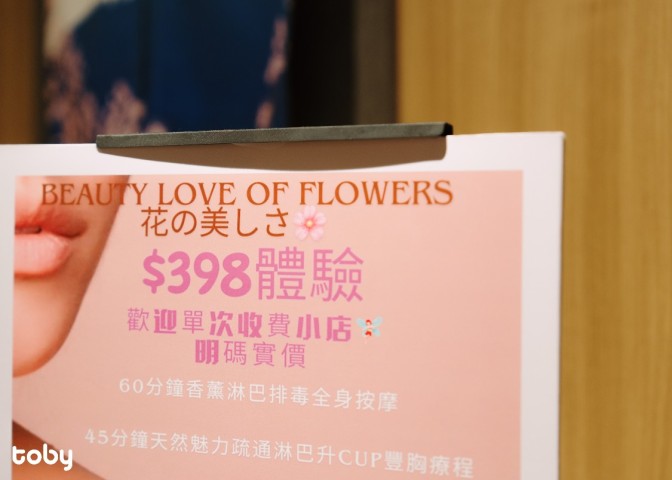 BEAUTY LOVE OF FLOWERS
花の美しさ🌸
$398體驗
歡迎單次收費小店🧚
明碼實價
60分鐘香薰淋巴排毒全身按摩
45分鐘天然魅力疏通淋巴升CUP豐胸療程
toby